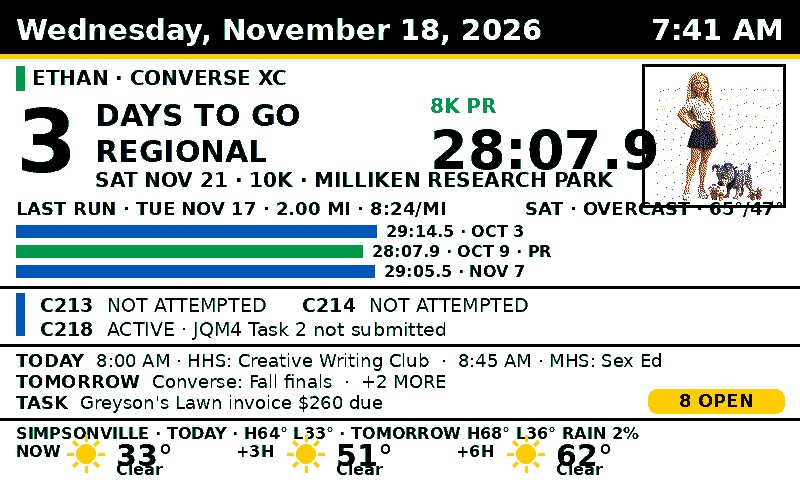 Wednesday, November 18, 2026 7:41 AM
ETHAN · CONVERSE XC
3 DAYS TO GO
REGIONAL
8K PR
28:07.9
SAT NOV 21 · 10K · MILLIKEN RESEARCH PARK
LAST RUN · TUE NOV 17 · 2.00 MI · 8:24/MI SAT · OVERCAST · 65°/47°
29:14.5 · OCT 3
28:07.9 · OCT 9 · PR
29:05.5 · NOV 7
C213 NOT ATTEMPTED C214 NOT ATTEMPTED
C218 ACTIVE · JQM4 Task 2 not submitted
TODAY 8:00 AM · HHS: Creative Writing Club · 8:45 AM · MHS: Sex Ed
TOMORROW Converse: Fall finals · +2 MORE
TASK Greyson's Lawn invoice $260 due 8 OPEN
SIMPSONVILLE · TODAY · H64° L33° · TOMORROW H68° L36° RAIN 2%
NOW 33° +3H 51° +6H 62°
Clear Clear Clear